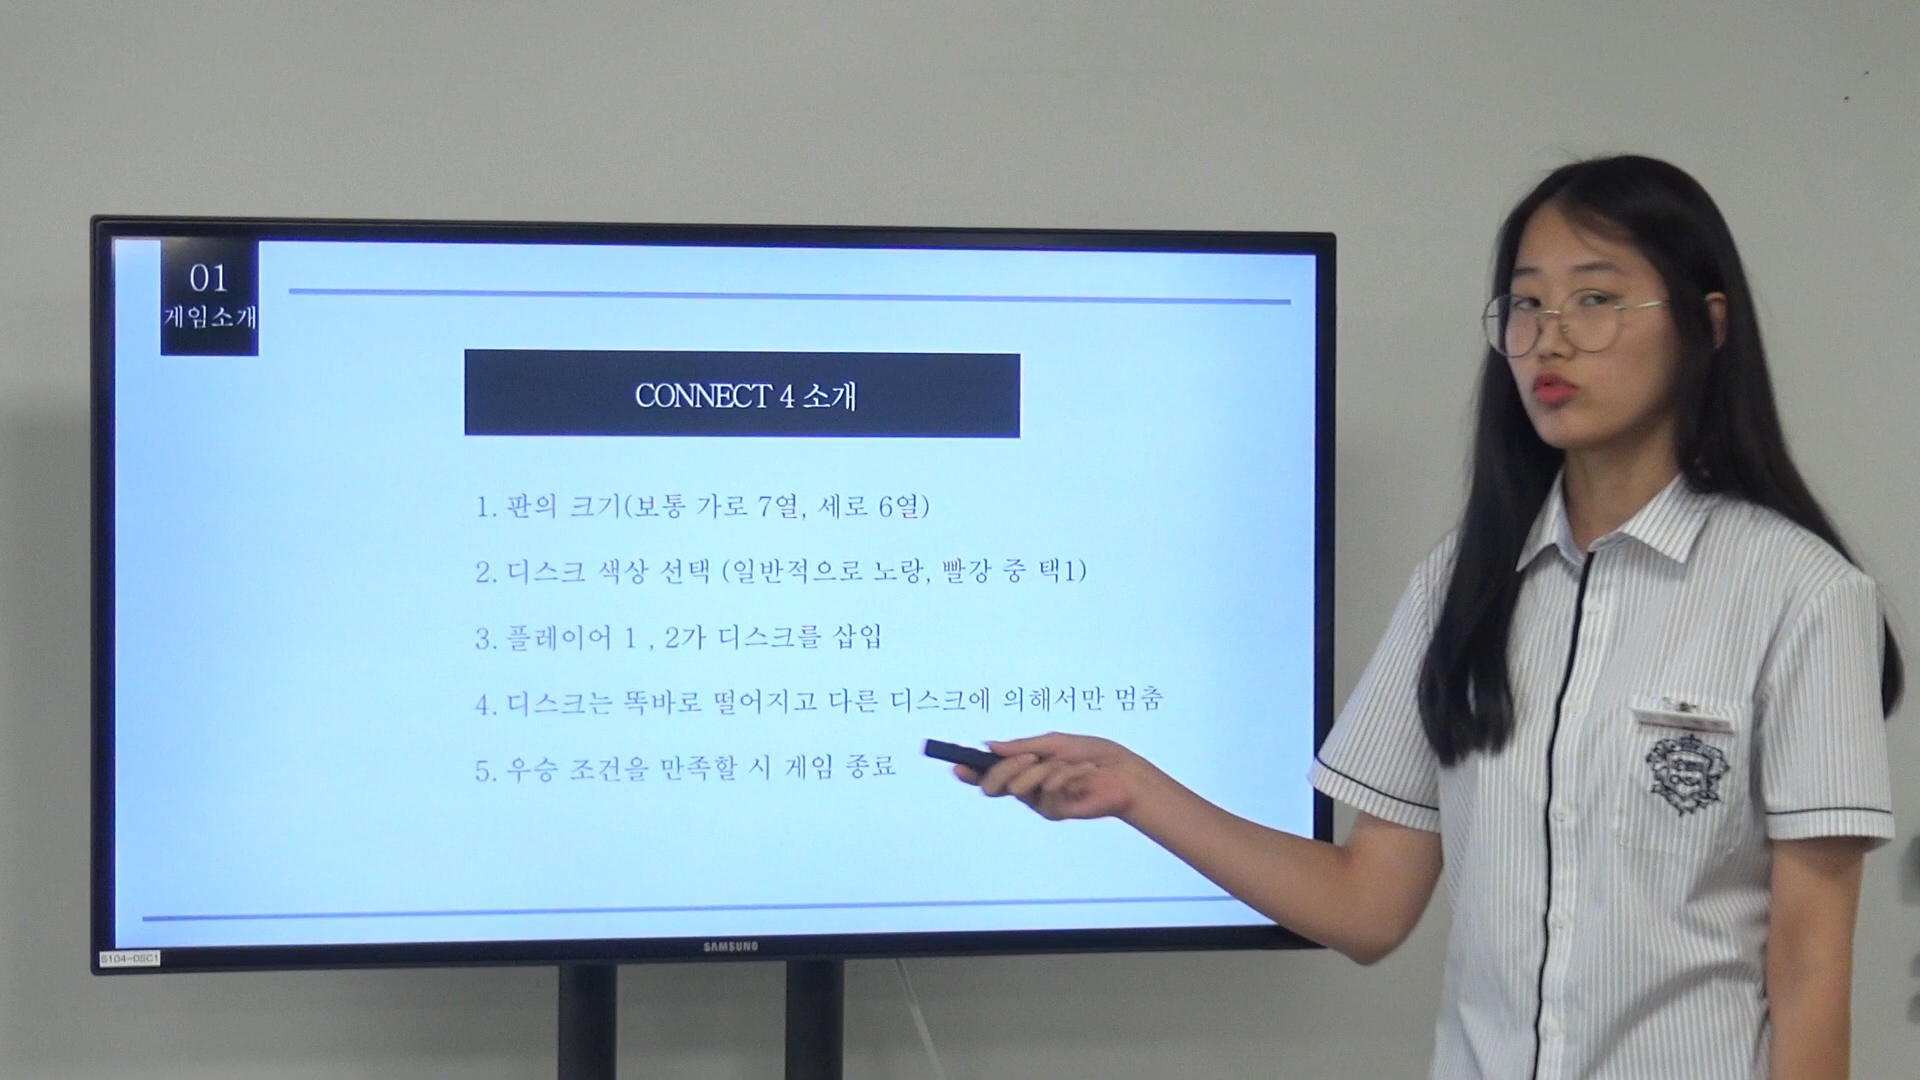 01
게임소개
CONNECT 4 소개
1. 판의 크기(보통 가로 7열, 세로 6열)
2. 디스크 색상 선택 (일반적으로 노랑, 빨강 중 택1)
3. 플레이어 1 , 2가 디스크를 삽입
4. 디스크는 똑바로 떨어지고 다른 디스크에 의해서만 멈춤
5. 우승 조건을 만족할 시 게임 종료
SAMSUNG
S104-DSC1